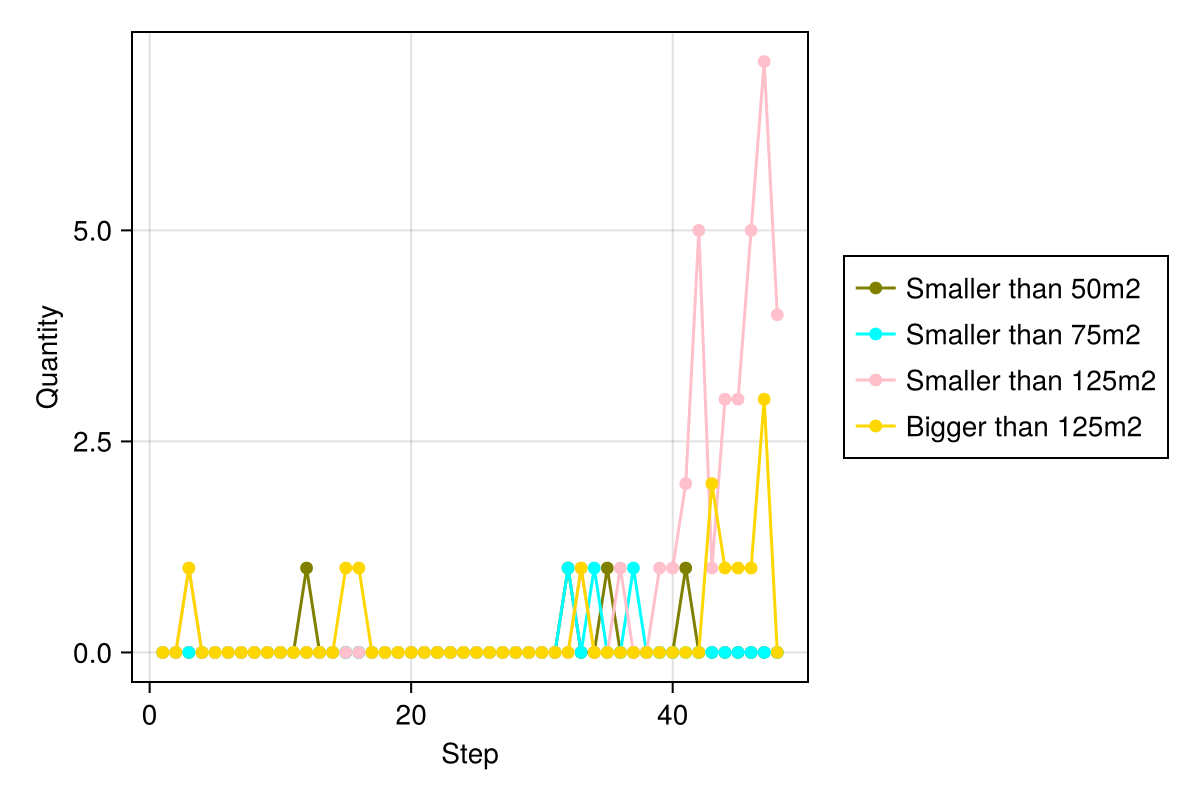 5.0
2.5
0.0
Quantity
0
20
40
Step
Smaller than 50m2
Smaller than 75m2
Smaller than 125m2
Bigger than 125m2